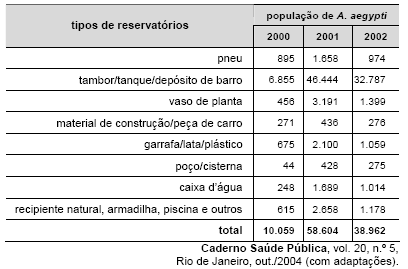 tipos de reservatórios população de A. aegypti
2000 2001 2002
pneu 895 1.658 974
tambor/tanque/depósito de barro 6.855 46.444 32.787
vaso de planta 456 3.191 1.399
material de construção/peça de carro 271 436 276
garrafa/lata/plástico 675 2.100 1.059
poço/cisterna 44 428 275
caixa d'água 248 1.689 1.014
recipiente natural, armadilha, piscina e outros 615 2.658 1.178
total 10.059 58.604 38.962
Caderno Saúde Pública, vol. 20, n.º 5,
Rio de Janeiro, out./2004 (com adaptações).